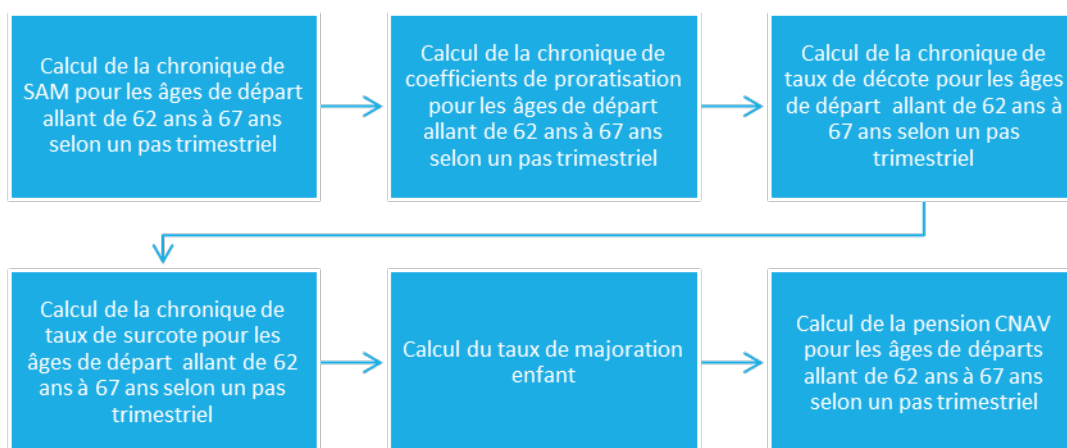 Calcul de la chronique de
SAM pour les âges de départ
allant de 62 ans à 67 ans
selon un pas trimestriel
Calcul de la chronique de
coefficients de proratisation
pour les âges de départ
allant de 62 ans à 67 ans
selon un pas trimestriel
Calcul de la chronique de
taux de décote pour les âges
de départ allant de 62 ans à
67 ans selon un pas
trimestriel
Calcul de la chronique de
taux de surcote pour les
âges de départ allant de 62
ans à 67 ans selon un pas
trimestriel
Calcul du taux de majoration
enfant
Calcul de la pension CNAV
pour les âges de départs
allant de 62 ans à 67 ans
selon un pas trimestriel